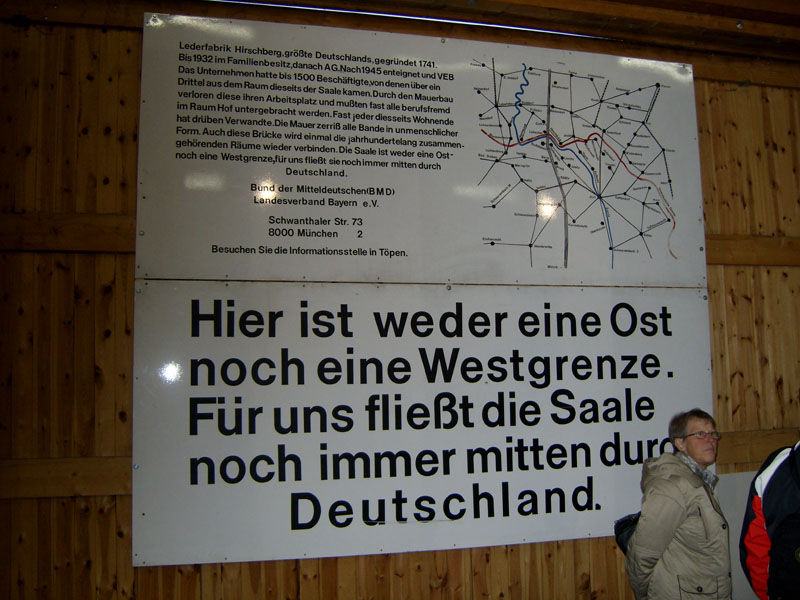 Lederfabrik Hirschberg, größte Deutschlands, gegründet 1741.
Bis 1932 im Familienbesitz, danach AG. Nach 1945 enteignet und VEB
Das Unternehmen hatte bis 1500 Beschäftigte, von denen über ein
Drittel aus dem Raum dieseits der Saale kamen. Durch den Mauerbau
verloren diese ihren Arbeitsplatz und mußten fast alle berufsfremd
im Raum Hof untergebracht werden. Fast jeder diesseits Wohnende
hat drüben Verwandte. Die Mauer zerriß alle Bande in unmenschlicher
Form. Auch diese Brücke wird einmal die jahrhundertelang zusammen-
gehörenden Räume wieder verbinden. Die Saale ist weder eine Ost-
noch eine Westgrenze, für uns fließt sie noch immer mitten durch
Deutschland.
Bund der Mitteldeutschen (BMD)
Landesverband Bayern e.V.
Schwanthaler Str. 73
8000 München 2
Besuchen Sie die Informationsstelle in Töpen.
Hier ist weder eine Ost
noch eine Westgrenze.
Für uns fließt die Saale
noch immer mitten durc
Deutschland.